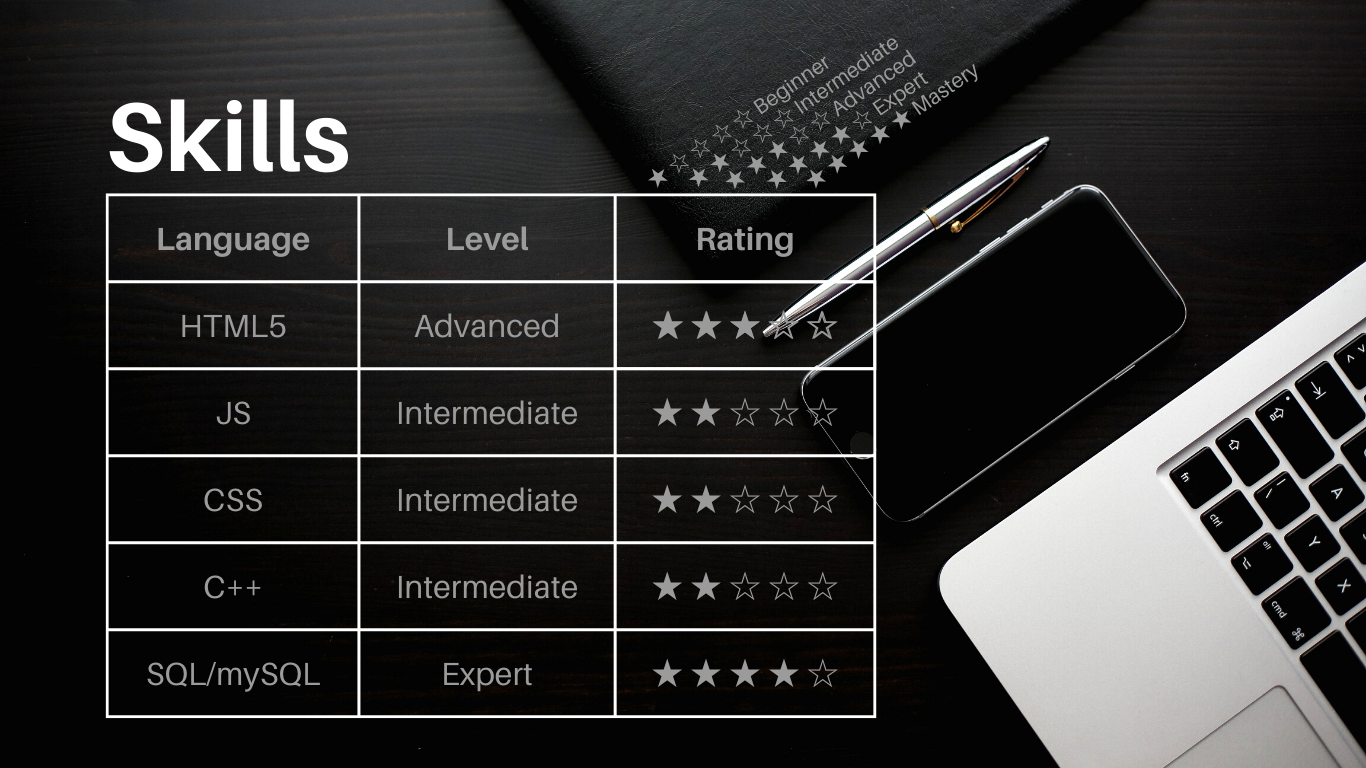 ☆ Beginner
☆ Intermediate
☆ Advanced
☆ Expert
★ Mastery
Skills
Language Level Rating
HTML5 Advanced ★★★☆☆
JS Intermediate ★★☆☆☆
CSS Intermediate ★★☆☆☆
C++ Intermediate ★★☆☆☆
SQL/mySQL Expert ★★★★☆
fn
ctrl
alt
cmd ⌘
A
Y
X